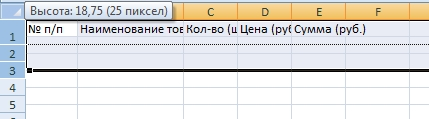 Высота: 18,75 (25 пиксел)
C D E F
1 № п/п Наименование тов Кол-во (ш Цена (руб Сумма (руб.)
2
3
4
5